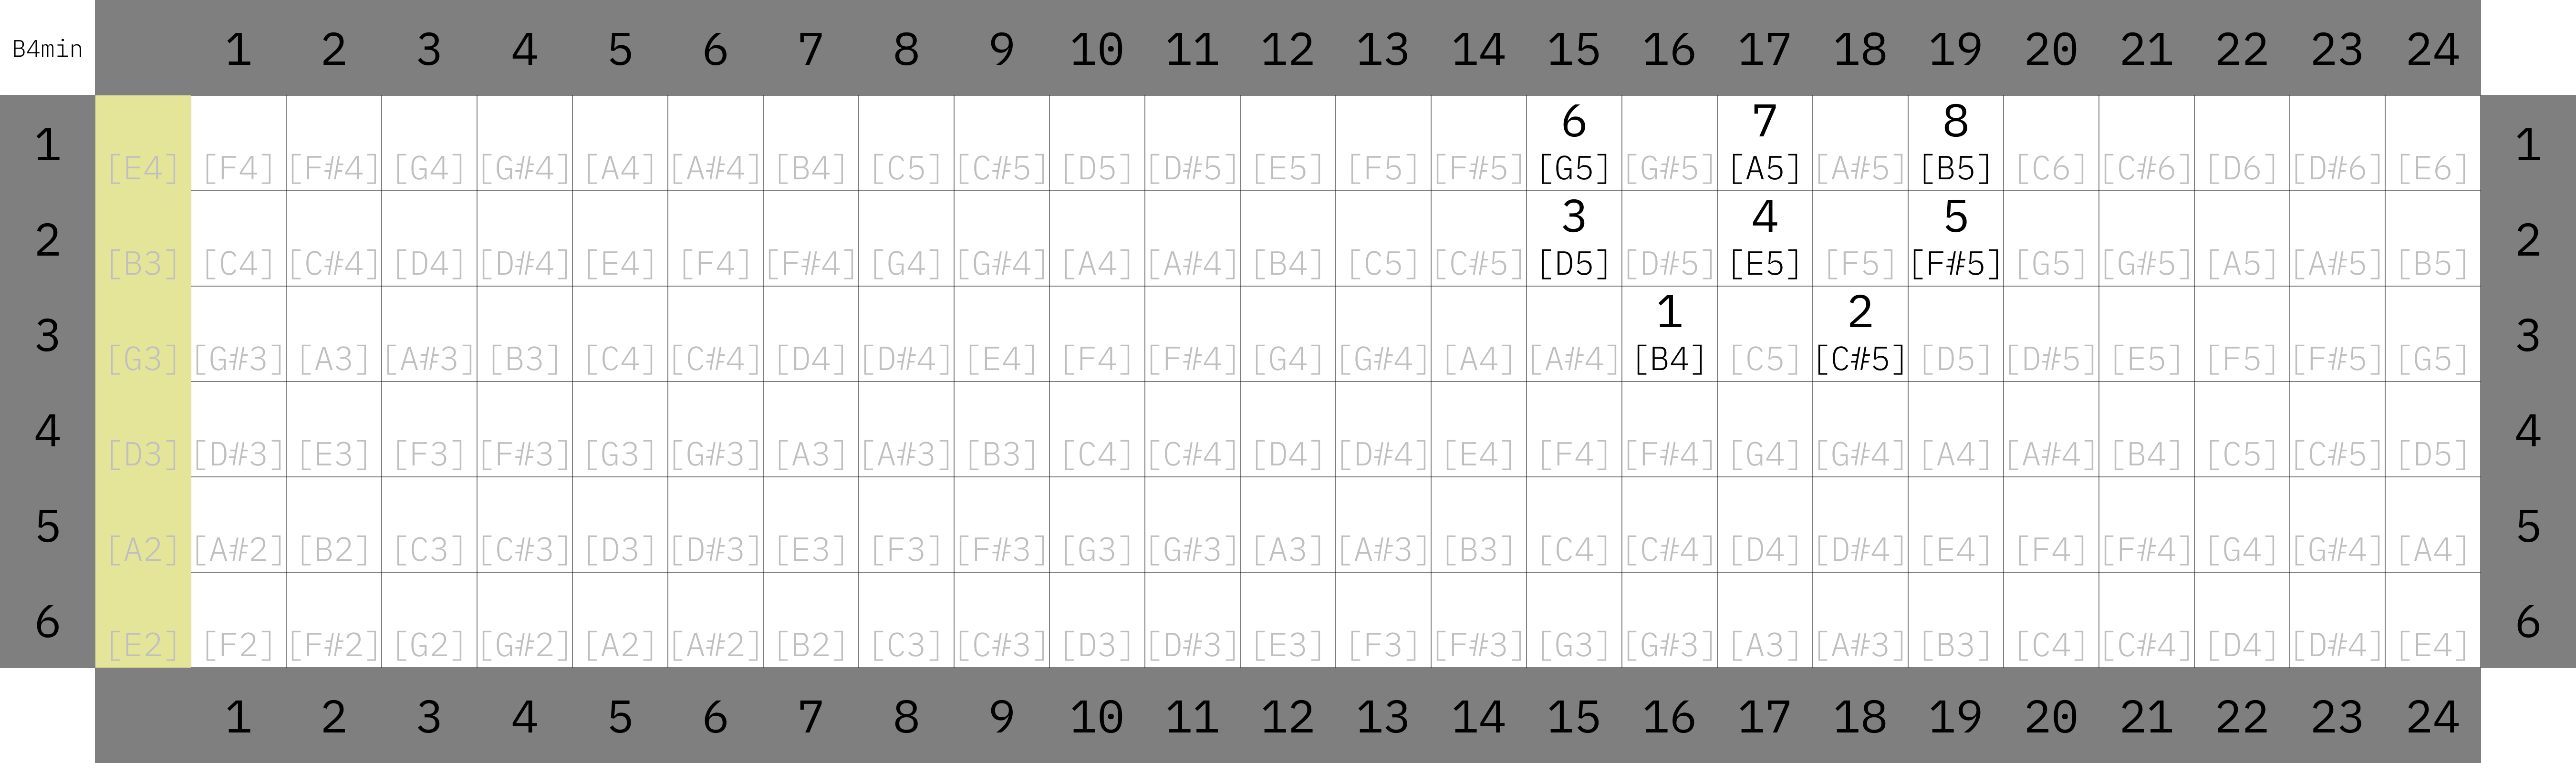 B4min 1 2 3 4 5 6 7 8 9 10 11 12 13 14 15 16 17 18 19 20 21 22 23 24
6 7 8
1 [E4] [F4] [F#4] [G4] [G#4] [A4] [A#4] [B4] [C5] [C#5] [D5] [D#5] [E5] [F5] [F#5] [G5] [G#5] [A5] [A#5] [B5] [C6] [C#6] [D6] [D#6] [E6] 1
3 4 5
2 [B3] [C4] [C#4] [D4] [D#4] [E4] [F4] [F#4] [G4] [G#4] [A4] [A#4] [B4] [C5] [C#5] [D5] [D#5] [E5] [F5] [F#5] [G5] [G#5] [A5] [A#5] [B5] 2
1 2
3 [G3] [G#3] [A3] [A#3] [B3] [C4] [C#4] [D4] [D#4] [E4] [F4] [F#4] [G4] [G#4] [A4] [A#4] [B4] [C5] [C#5] [D5] [D#5] [E5] [F5] [F#5] [G5] 3
4 [D3] [D#3] [E3] [F3] [F#3] [G3] [G#3] [A3] [A#3] [B3] [C4] [C#4] [D4] [D#4] [E4] [F4] [F#4] [G4] [G#4] [A4] [A#4] [B4] [C5] [C#5] [D5] 4
5 [A2] [A#2] [B2] [C3] [C#3] [D3] [D#3] [E3] [F3] [F#3] [G3] [G#3] [A3] [A#3] [B3] [C4] [C#4] [D4] [D#4] [E4] [F4] [F#4] [G4] [G#4] [A4] 5
6 [E2] [F2] [F#2] [G2] [G#2] [A2] [A#2] [B2] [C3] [C#3] [D3] [D#3] [E3] [F3] [F#3] [G3] [G#3] [A3] [A#3] [B3] [C4] [C#4] [D4] [D#4] [E4] 6
1 2 3 4 5 6 7 8 9 10 11 12 13 14 15 16 17 18 19 20 21 22 23 24